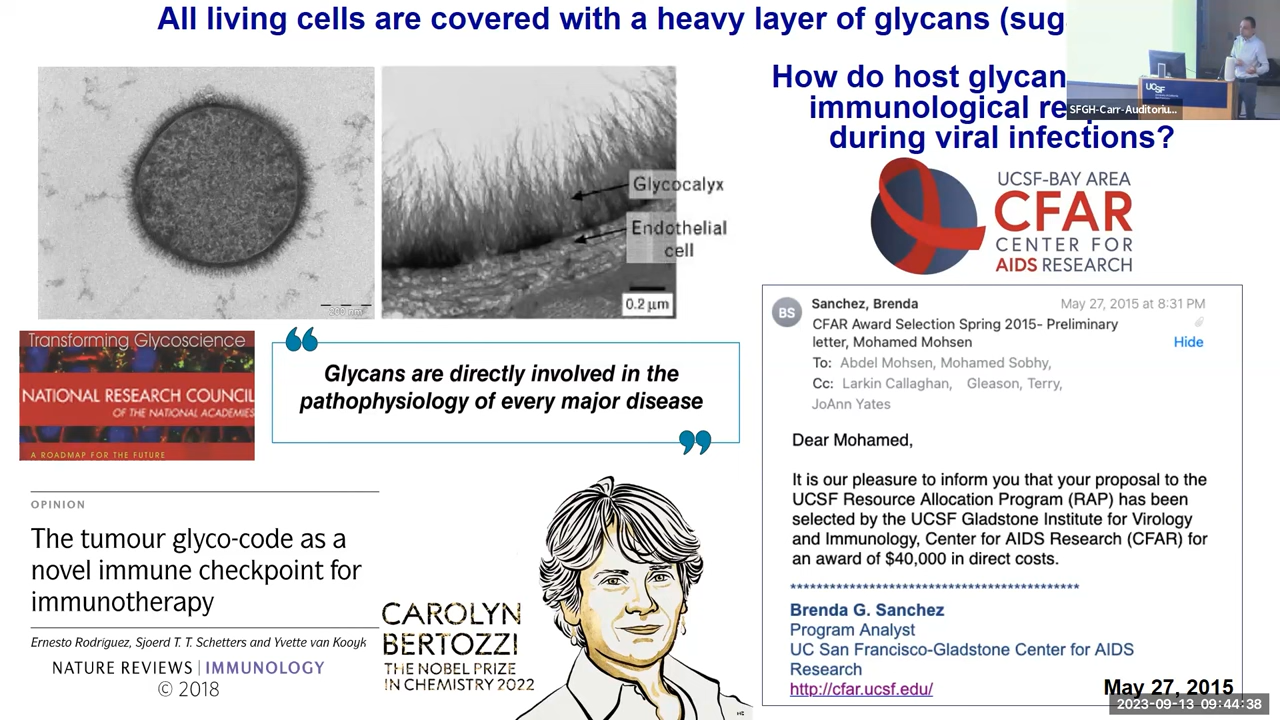 All living cells are covered with a heavy layer of glycans
How do host glycan
immunological
during viral infections?
UCSF
SFGH-Carr-Auditoriu...
Glycocalyx
Endothelial
cell
0.2 μm
UCSF-BAY AREA
CFAR
CENTER FOR
AIDS RESEARCH
Transforming Glycoscience
NATIONAL RESEARCH COUNCIL
OF THE NATIONAL ACADEMIES
A ROADMAP FOR THE FUTURE
Glycans are directly involved in the
pathophysiology of every major disease
BS
Sanchez, Brenda
May 27, 2015 at 8:31 PM
CFAR Award Selection Spring 2015- Preliminary
letter, Mohamed Mohsen
Hide
To: Abdel Mohsen, Mohamed Sobhy,
Cc: Larkin Callaghan, Gleason, Terry,
JoAnn Yates
Dear Mohamed,
It is our pleasure to inform you that your proposal to the
UCSF Resource Allocation Program (RAP) has been
selected by the UCSF Gladstone Institute for Virology
and Immunology, Center for AIDS Research (CFAR) for
an award of $40,000 in direct costs.
Brenda G. Sanchez
Program Analyst
UC San Francisco-Gladstone Center for AIDS
Research
http://cfar.ucsf.edu/
May 27, 2015
OPINION
The tumour glyco-code as a
novel immune checkpoint for
immunotherapy
Ernesto Rodríguez, Sjoerd T. T. Schetters and Yvette van Kooyk
NATURE REVIEWS | IMMUNOLOGY
© 2018
CAROLYN
BERTOZZI
THE NOBEL PRIZE
IN CHEMISTRY 2022
2023-09-13 09:44:38